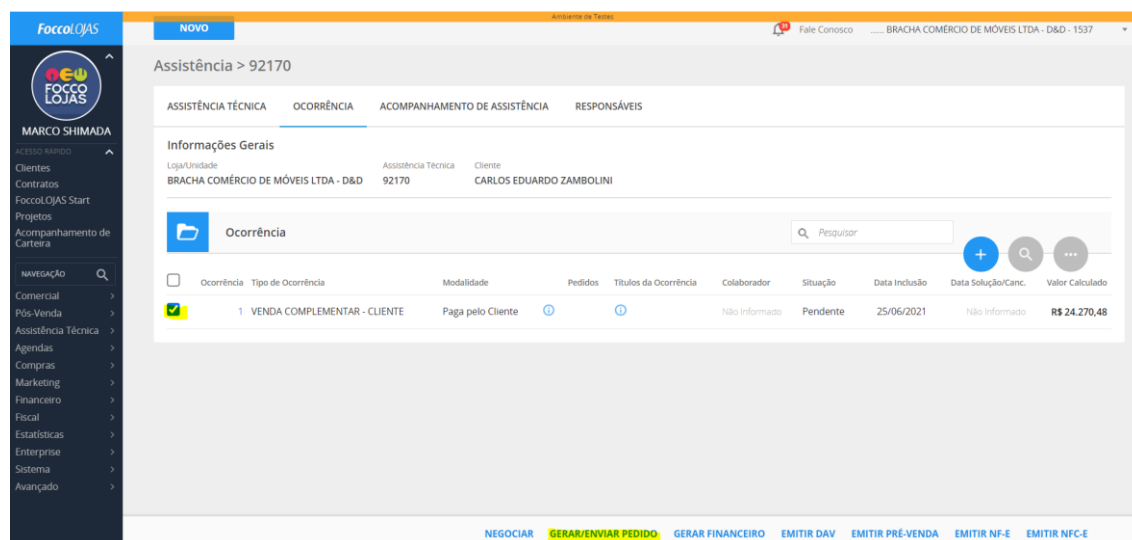 Ambiente de Testes
FoccoLOJAS
NOVO
31
Fale Conosco
...... BRACHA COMÉRCIO DE MÓVEIS LTDA - D&D - 1537
NEW
FOCCO
LOJAS
MARCO SHIMADA
ACESSO RÁPIDO
Clientes
Contratos
FoccoLOJAS Start
Projetos
Acompanhamento de
Carteira
NAVEGAÇÃO
Comercial
Pós-Venda
Assistência Técnica
Agendas
Compras
Marketing
Financeiro
Fiscal
Estatísticas
Enterprise
Sistema
Avançado
Assistência > 92170
ASSISTÊNCIA TÉCNICA OCORRÊNCIA ACOMPANHAMENTO DE ASSISTÊNCIA RESPONSÁVEIS
Informações Gerais
Loja/Unidade Assistência Técnica Cliente
BRACHA COMÉRCIO DE MÓVEIS LTDA - D&D 92170 CARLOS EDUARDO ZAMBOLINI
Ocorrência
Pesquisar
Ocorrência Tipo de Ocorrência Modalidade Pedidos Títulos da Ocorrência Colaborador Situação Data Inclusão Data Solução/Canc. Valor Calculado
1 VENDA COMPLEMENTAR - CLIENTE Paga pelo Cliente Não Informado Pendente 25/06/2021 Não Informado R$ 24.270,48
NEGOCIAR GERAR/ENVIAR PEDIDO GERAR FINANCEIRO EMITIR DAV EMITIR PRÉ-VENDA EMITIR NF-E EMITIR NFC-E